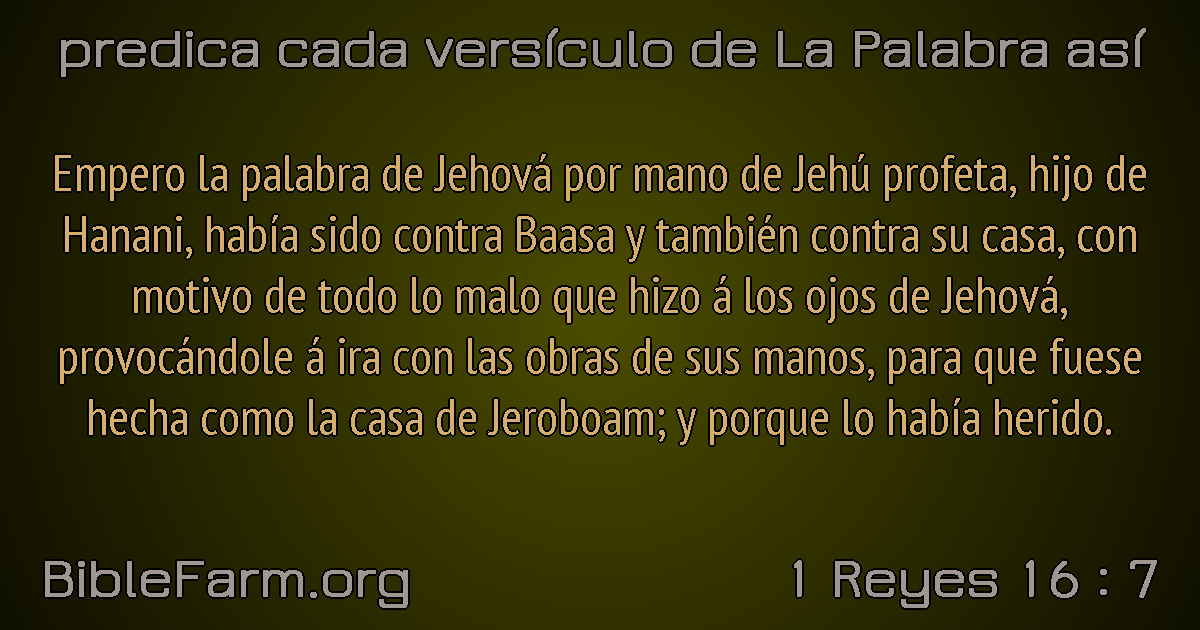 predica cada versículo de La Palabra así
Empero la palabra de Jehová por mano de Jehú profeta, hijo de
Hanani, había sido contra Baasa y también contra su casa, con
motivo de todo lo malo que hizo á los ojos de Jehová,
provocándole á ira con las obras de sus manos, para que fuese
hecha como la casa de Jeroboam; y porque lo había herido.
BibleFarm.org
1 Reyes 16 : 7